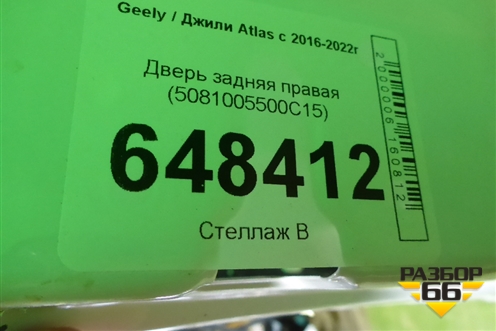 Geely / Джили Atlas с 2016-2022г
Дверь задняя правая
(5081005500C15)
648412
Стеллаж В
2000006160812
РАЗБОР
66